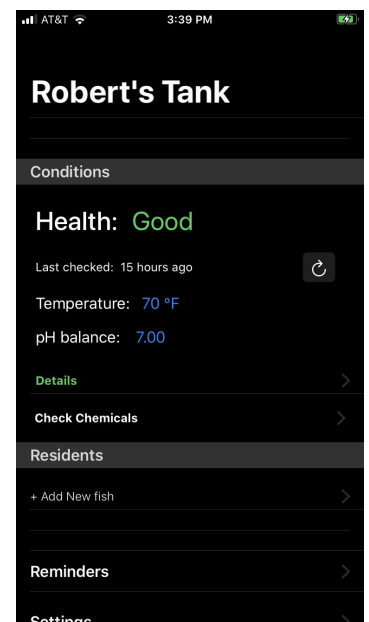 AT&T 3:39 PM
Robert's Tank
Conditions
Health: Good
Last checked: 15 hours ago
Temperature: 70 °F
pH balance: 7.00
Details
Check Chemicals
Residents
+ Add New fish
Reminders
Settings